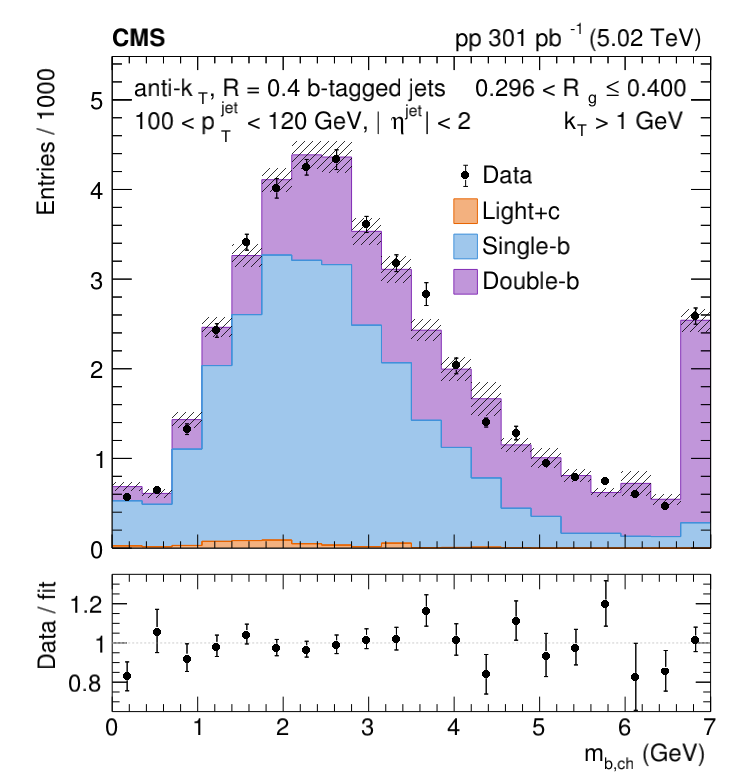 CMS pp 301 pb⁻¹ (5.02 TeV)
anti-k_T, R = 0.4 b-tagged jets 0.296 < R_g ≤ 0.400
100 < p_T^jet < 120 GeV, | η^jet| < 2 k_T > 1 GeV
Entries / 1000
5
4
3
2
1
0
Data
Light+c
Single-b
Double-b
Data / fit
1.2
1
0.8
0 1 2 3 4 5 6 7
m_b,ch (GeV)